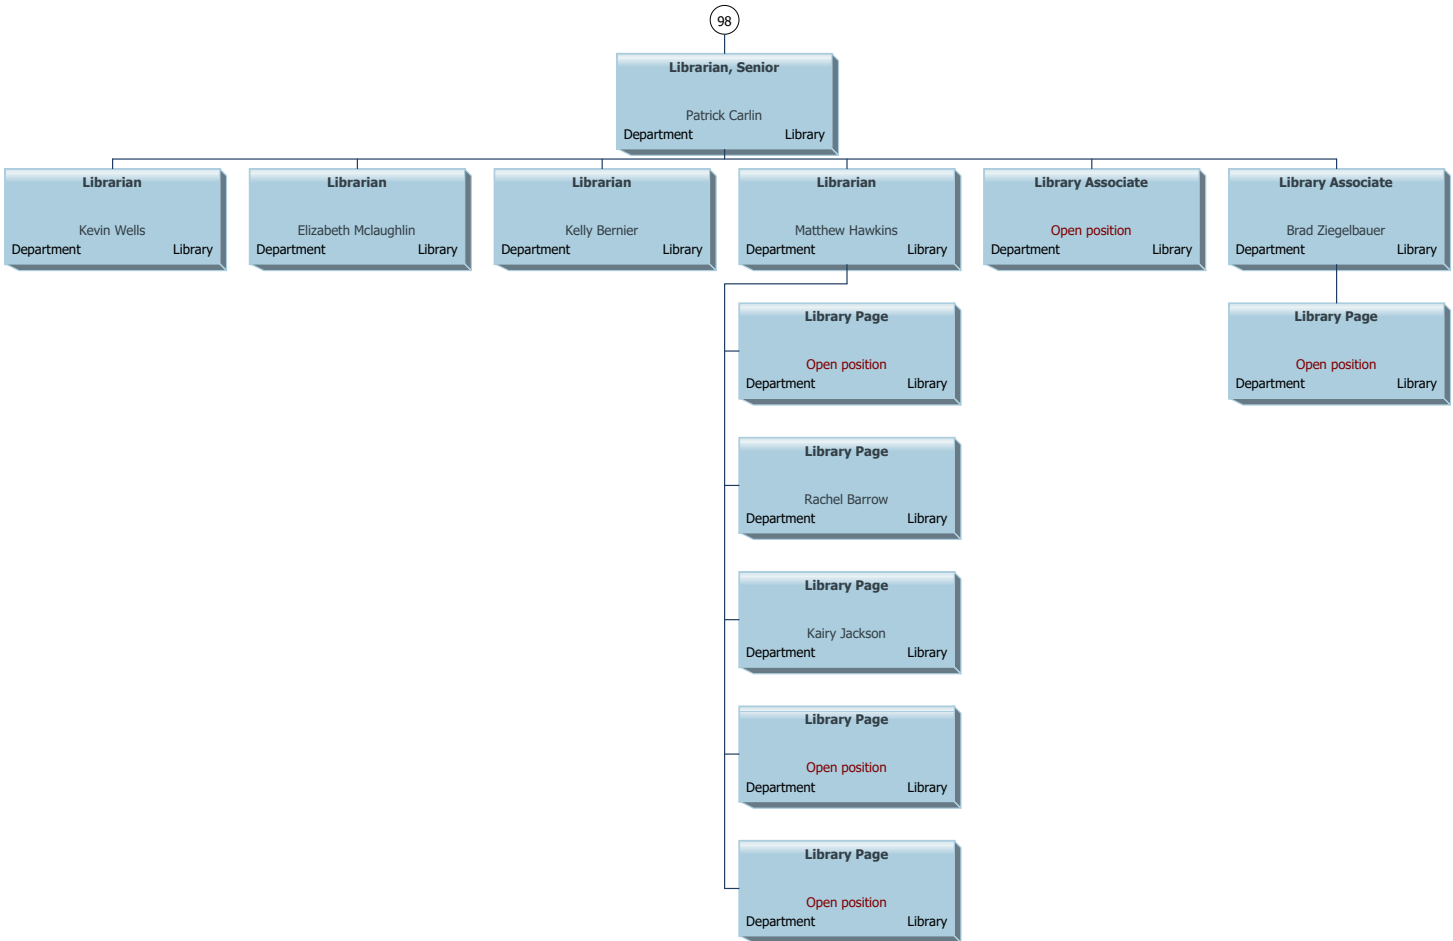 98
Librarian, Senior
Patrick Carlin
Department Library
Librarian
Kevin Wells
Department Library
Librarian
Elizabeth Mclaughlin
Department Library
Librarian
Kelly Bernier
Department Library
Librarian
Matthew Hawkins
Department Library
Library Associate
Open position
Department Library
Library Associate
Brad Ziegelbauer
Department Library
Library Page
Open position
Department Library
Library Page
Open position
Department Library
Library Page
Rachel Barrow
Department Library
Library Page
Kairy Jackson
Department Library
Library Page
Open position
Department Library
Library Page
Open position
Department Library